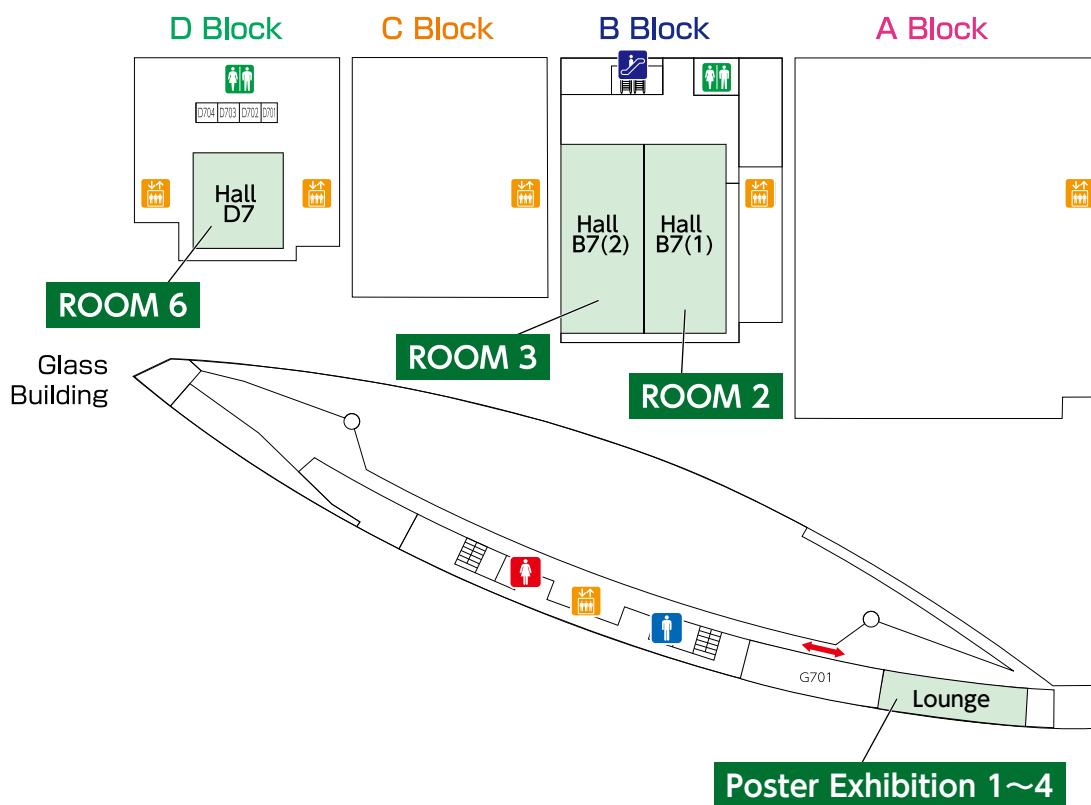 D Block
C Block
B Block
A Block
D704 D703 D702 D701
Hall
D7
Hall
B7(2)
Hall
B7(1)
ROOM 6
ROOM 3
ROOM 2
Glass
Building
G701
Lounge
Poster Exhibition 1〜4